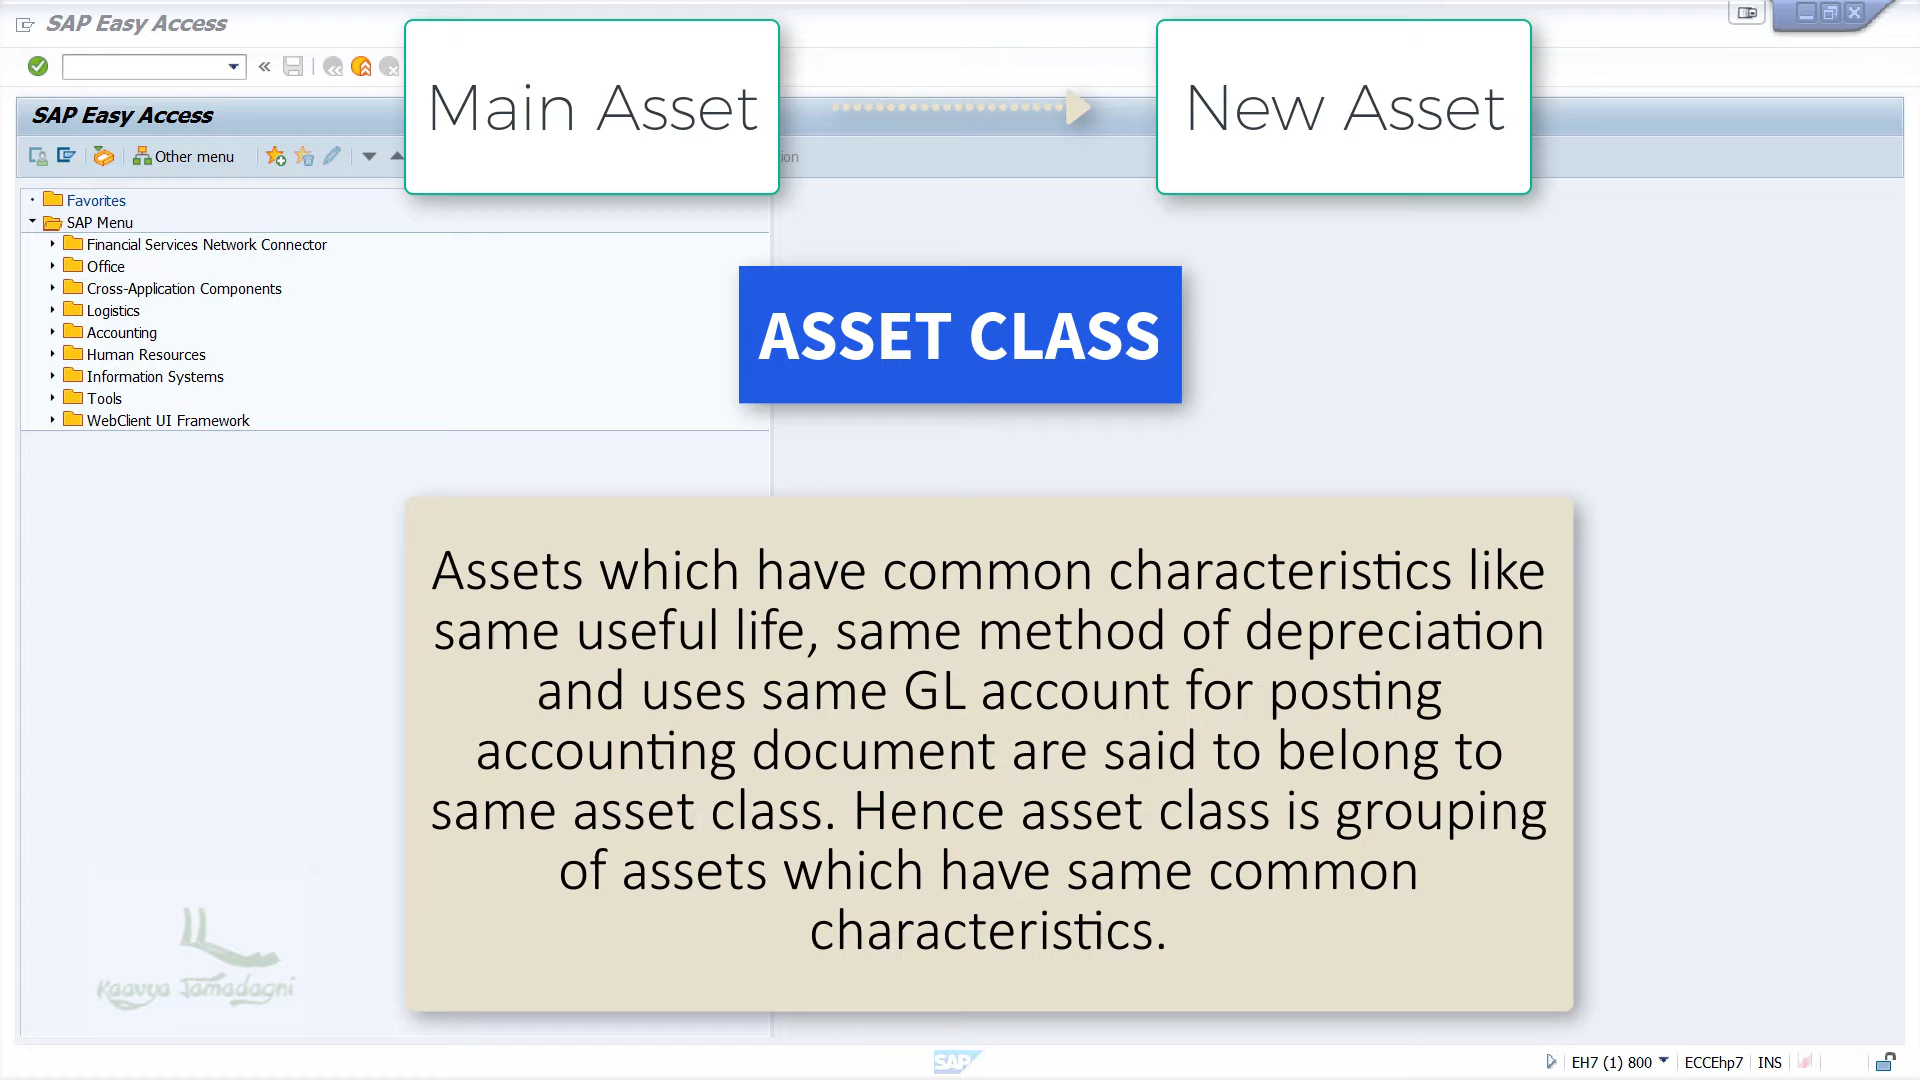 SAP Easy Access
Main Asset
New Asset
SAP Easy Access
Other menu
ion
Favorites
SAP Menu
Financial Services Network Connector
Office
Cross-Application Components
Logistics
Accounting
Human Resources
Information Systems
Tools
WebClient UI Framework
ASSET CLASS
Assets which have common characteristics like
same useful life, same method of depreciation
and uses same GL account for posting
accounting document are said to belong to
same asset class. Hence asset class is grouping
of assets which have same common
characteristics.
Kaavya Jamadagni
SAP
EH7 (1) 800
ECCEhp7
INS